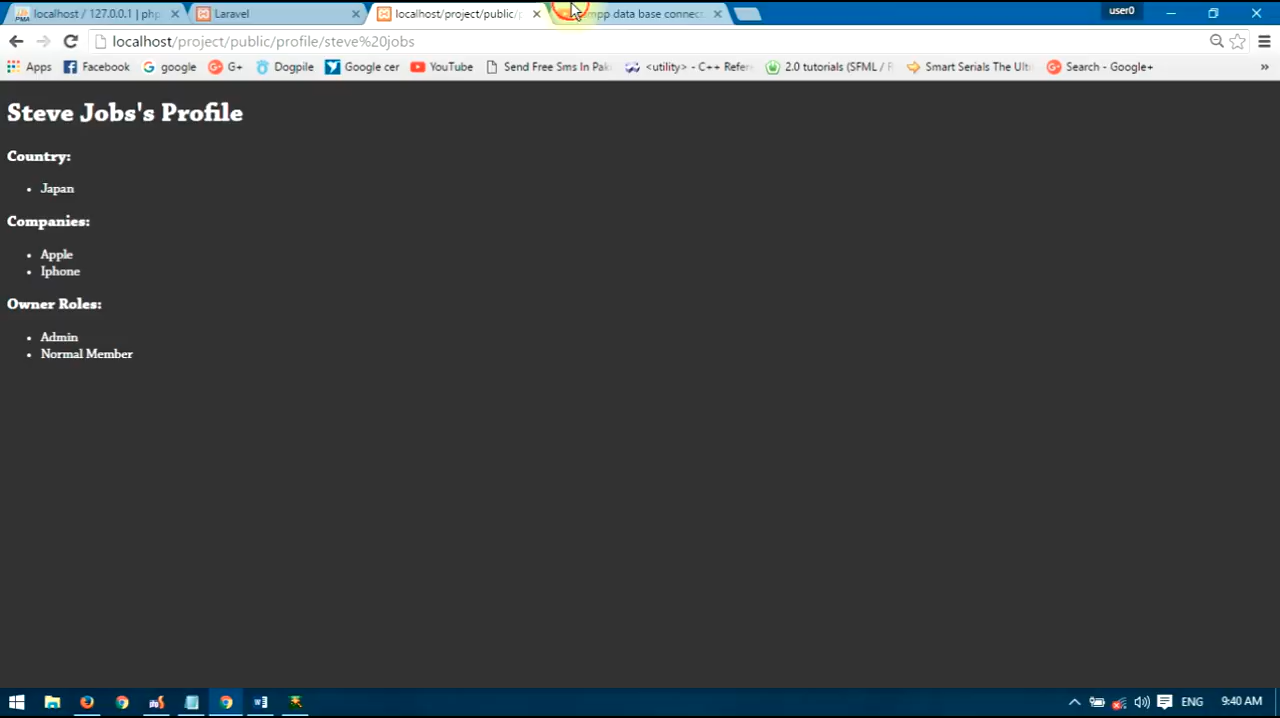 localhost / 127.0.0.1 | php
Laravel
localhost/project/public/p
mpp data base connect
user0
localhost/project/public/profile/steve%20jobs
Apps
Facebook
google
G+
Dogpile
Google cer
YouTube
Send Free Sms In Pak
<utility> - C++ Refere
2.0 tutorials (SFML / F
Smart Serials The Ulti
Search - Google+
»
Steve Jobs's Profile
Country:
• Japan
Companies:
• Apple
• Iphone
Owner Roles:
• Admin
• Normal Member
ENG
9:40 AM